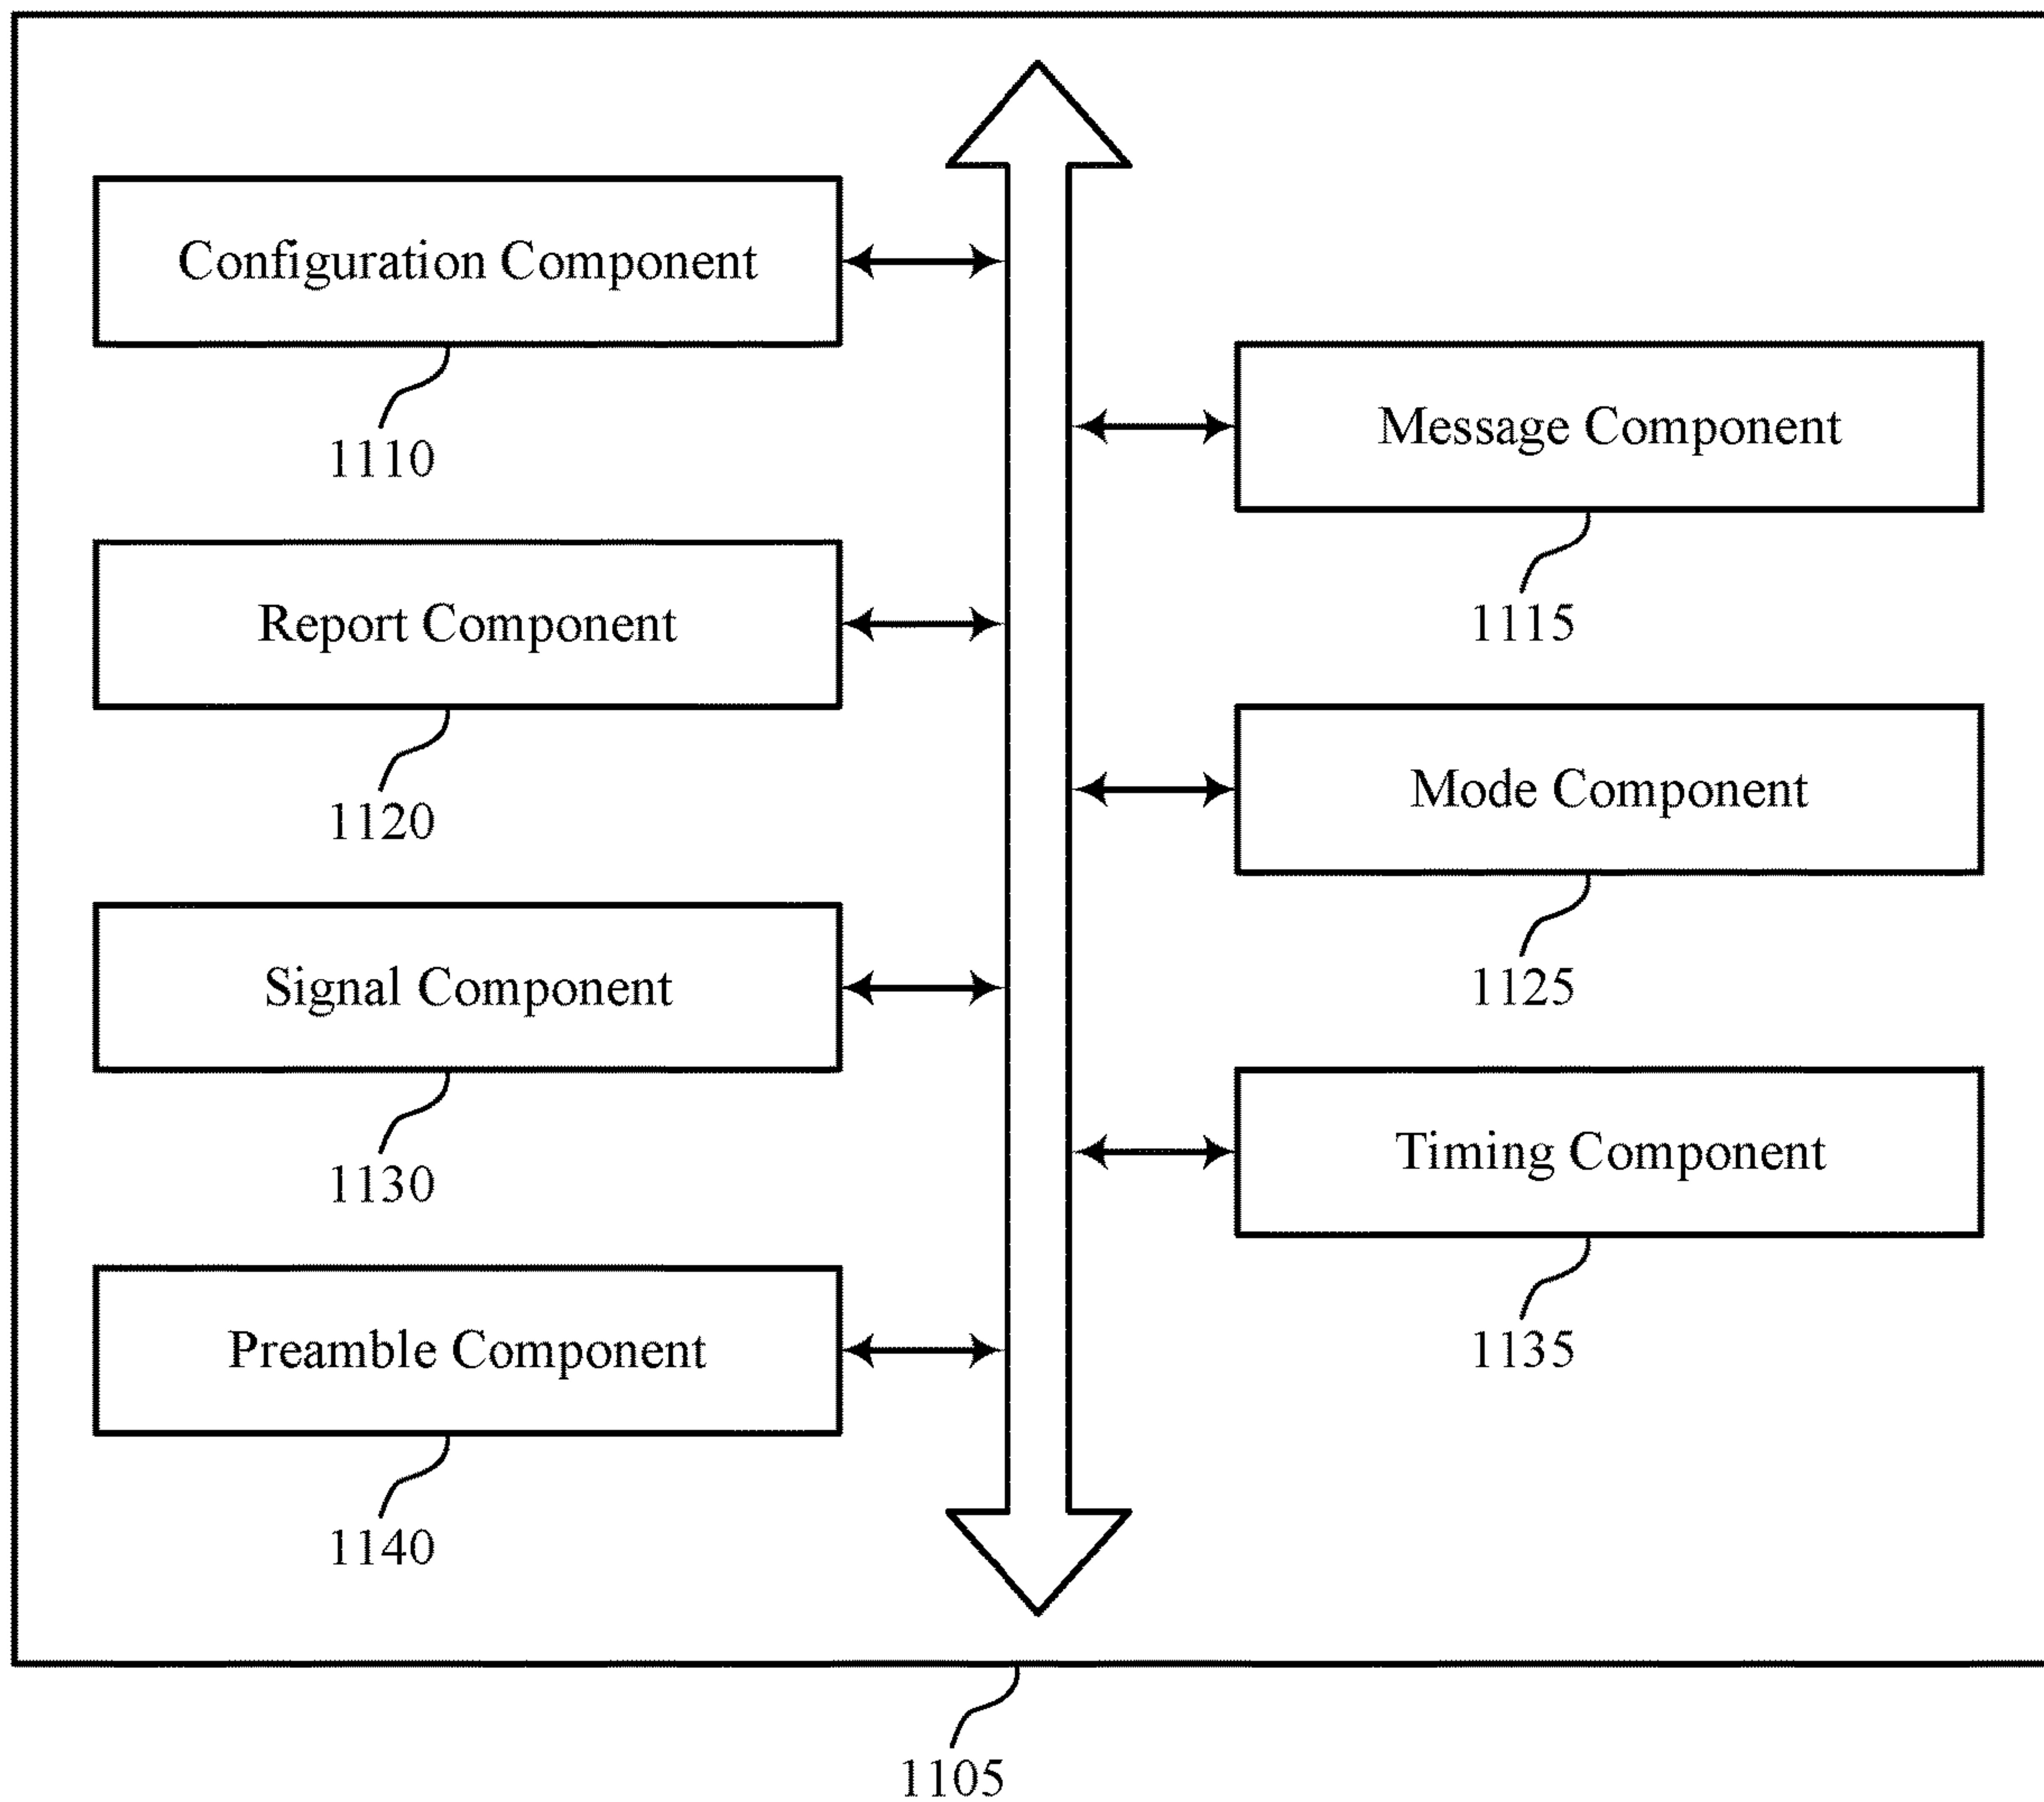 Configuration Component
1110
Message Component
1115
Report Component
1120
Mode Component
1125
Signal Component
1130
Timing Component
1135
Preamble Component
1140
1105